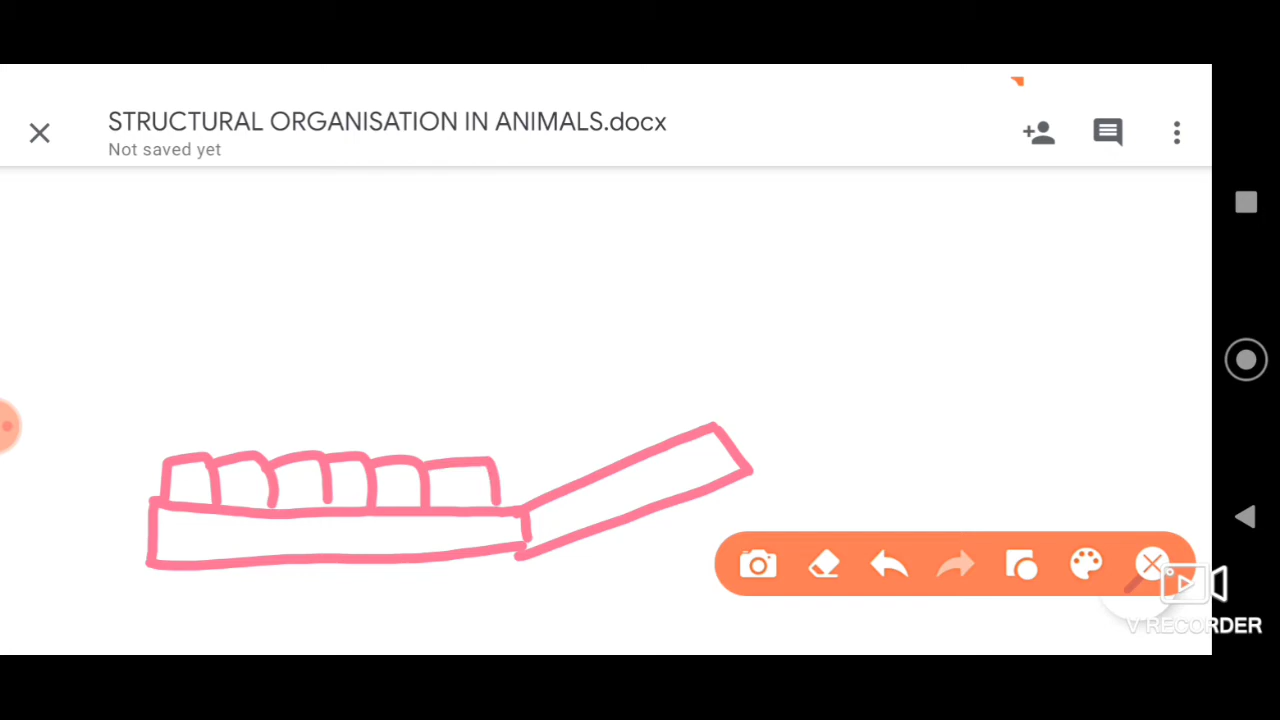 STRUCTURAL ORGANISATION IN ANIMALS.docx
Not saved yet
V RECORDER